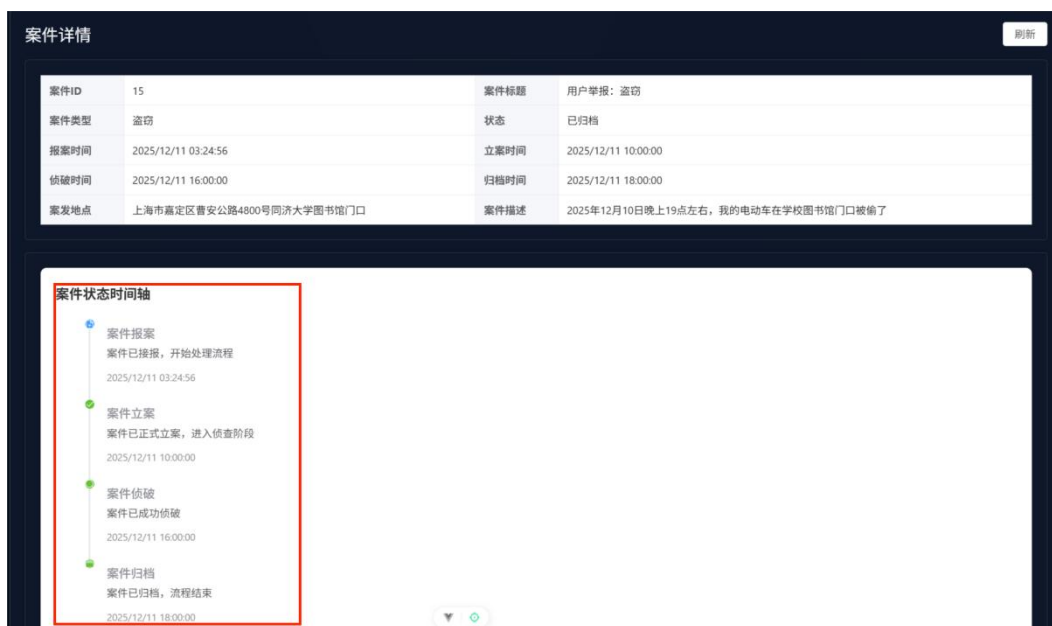 案件详情
刷新
案件ID 15 案件标题 用户举报：盗窃
案件类型 盗窃 状态 已归档
报案时间 2025/12/11 03:24:56 立案时间 2025/12/11 10:00:00
侦破时间 2025/12/11 16:00:00 归档时间 2025/12/11 18:00:00
案发地点 上海市嘉定区曹安公路4800号同济大学图书馆门口 案件描述 2025年12月10日晚上19点左右，我的电动车在学校图书馆门口被偷了
案件状态时间轴
案件报案
案件已接报，开始处理流程
2025/12/11 03:24:56
案件立案
案件已正式立案，进入侦查阶段
2025/12/11 10:00:00
案件侦破
案件已成功侦破
2025/12/11 16:00:00
案件归档
案件已归档，流程结束
2025/12/11 18:00:00